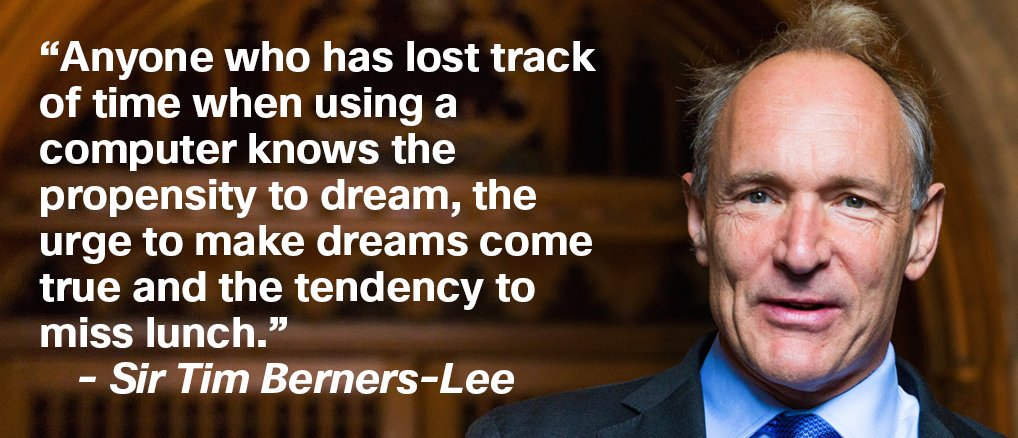 “Anyone who has lost track
of time when using a
computer knows the
propensity to dream, the
urge to make dreams come
true and the tendency to
miss lunch.”
- Sir Tim Berners-Lee